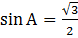 sin A = √3/2